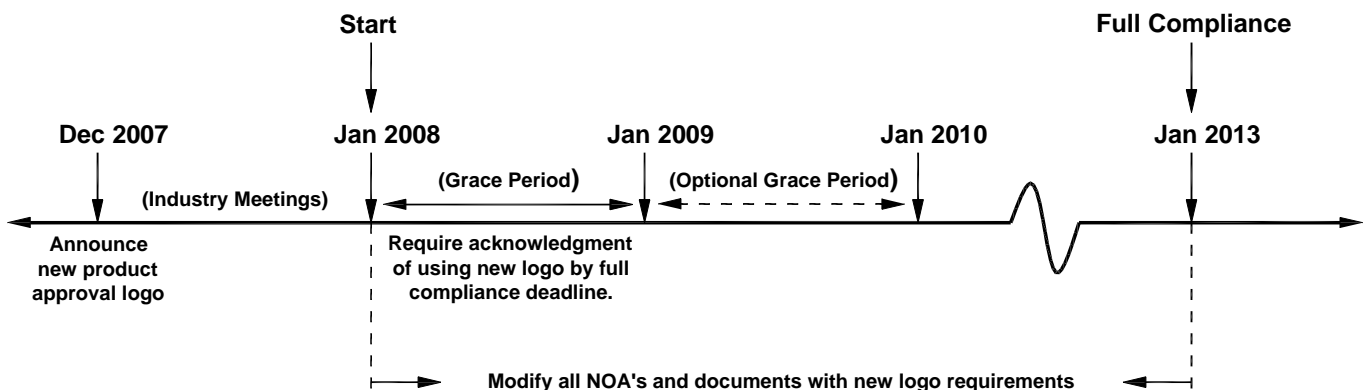 Start
Full Compliance
Dec 2007
Jan 2008
Jan 2009
Jan 2010
Jan 2013
(Industry Meetings)
(Grace Period)
(Optional Grace Period)
Announce
new product
approval logo
Require acknowledgment
of using new logo by full
compliance deadline.
Modify all NOA's and documents with new logo requirements